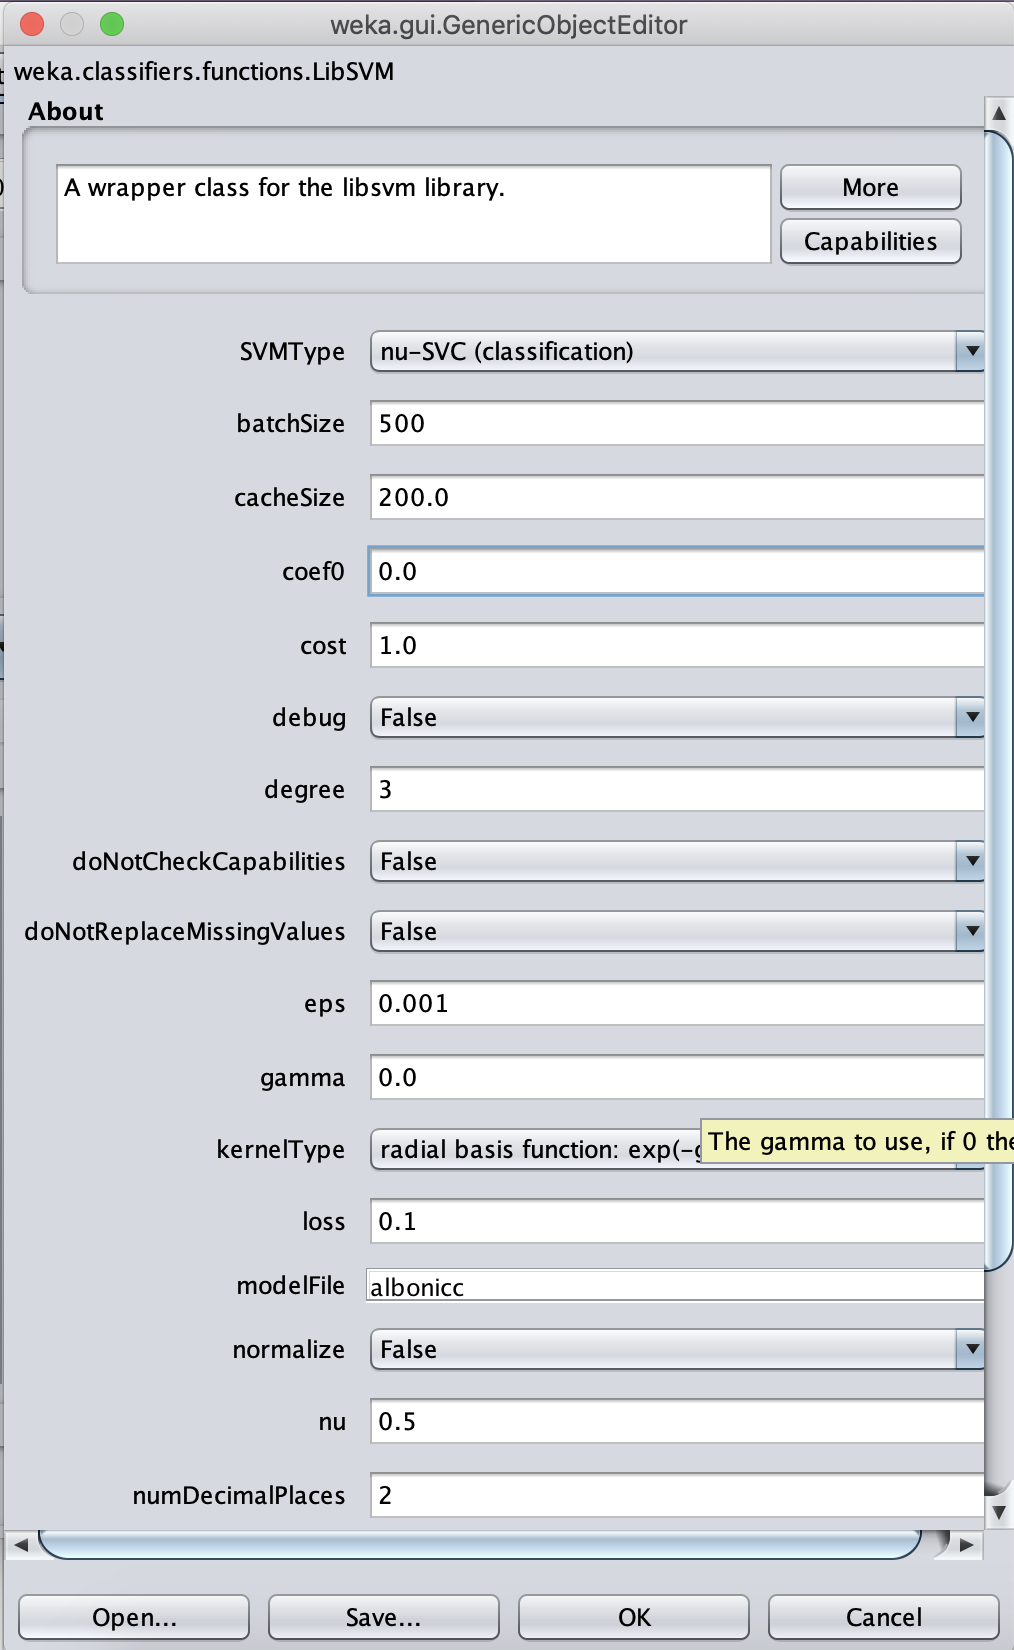 weka.gui.GenericObjectEditor
weka.classifiers.functions.LibSVM
About
A wrapper class for the libsvm library.
More
Capabilities
SVMType nu-SVC (classification)
batchSize 500
cacheSize 200.0
coef0 0.0
cost 1.0
debug False
degree 3
doNotCheckCapabilities False
doNotReplaceMissingValues False
eps 0.001
gamma 0.0
The gamma to use, if 0 the
kernelType radial basis function: exp(-g
loss 0.1
modelFile albonicc
normalize False
nu 0.5
numDecimalPlaces 2
Open... Save... OK Cancel